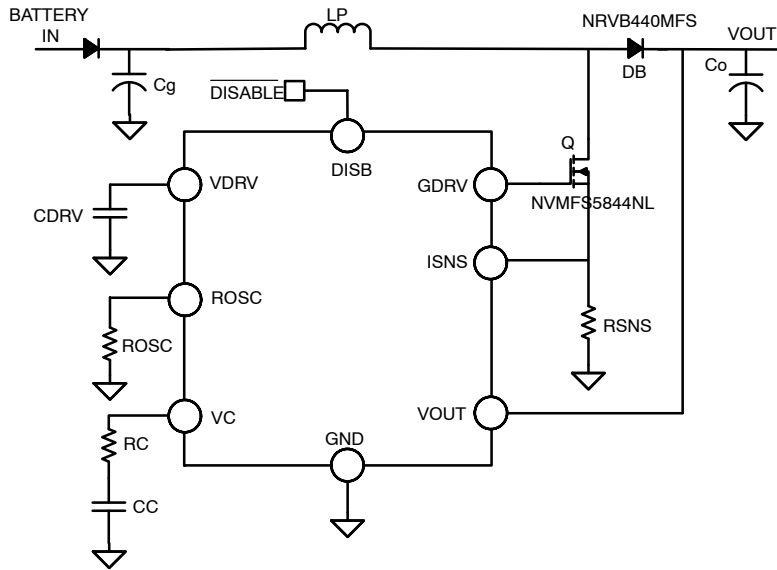 BATTERY
IN
LP
NRVB440MFS
VOUT
DB
Co
Cg
DISABLE
DISB
Q
VDRV
GDRV
NVMFS5844NL
CDRV
ISNS
ROSC
RSNS
ROSC
VC
VOUT
RC
GND
CC